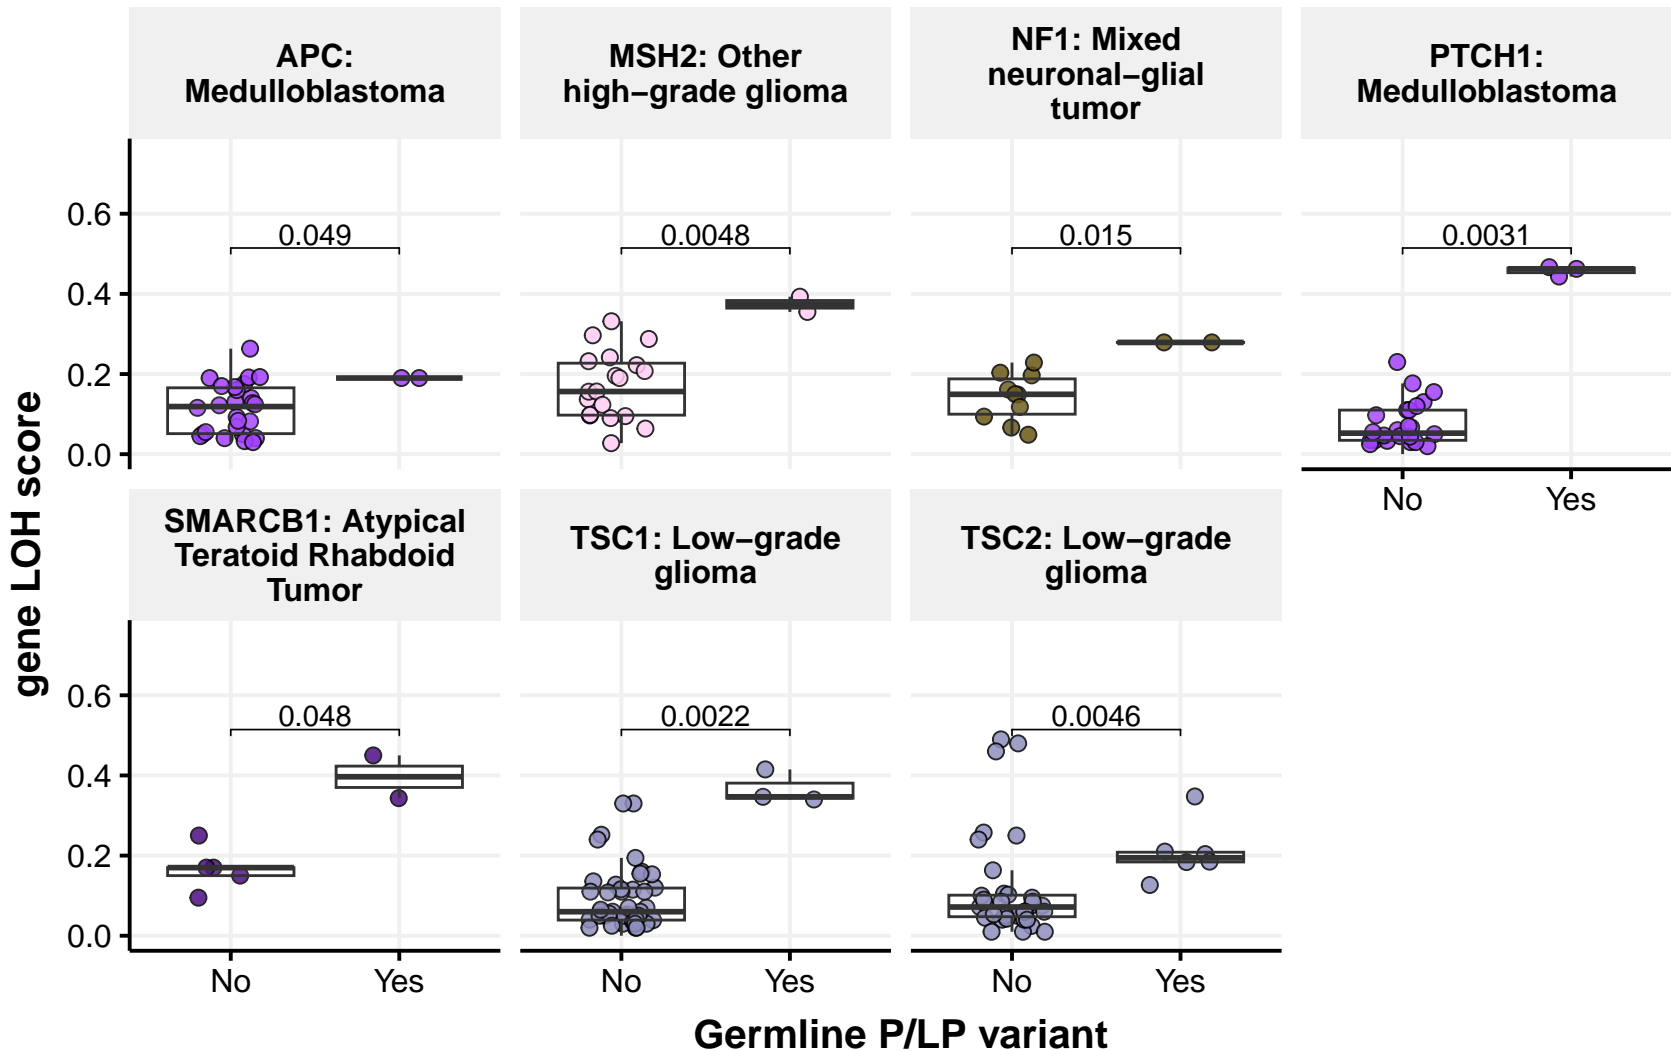 APC:
Medulloblastoma
MSH2: Other
high−grade glioma
NF1: Mixed
neuronal−glial
tumor
PTCH1:
Medulloblastoma
0.6
0.4
0.2
0.0
0.049
0.0048
0.015
0.0031
No
Yes
SMARCB1: Atypical
Teratoid Rhabdoid
Tumor
TSC1: Low−grade
glioma
TSC2: Low−grade
glioma
0.6
0.4
0.2
0.0
0.048
0.0022
0.0046
No
Yes
No
Yes
No
Yes
gene LOH score
Germline P/LP variant